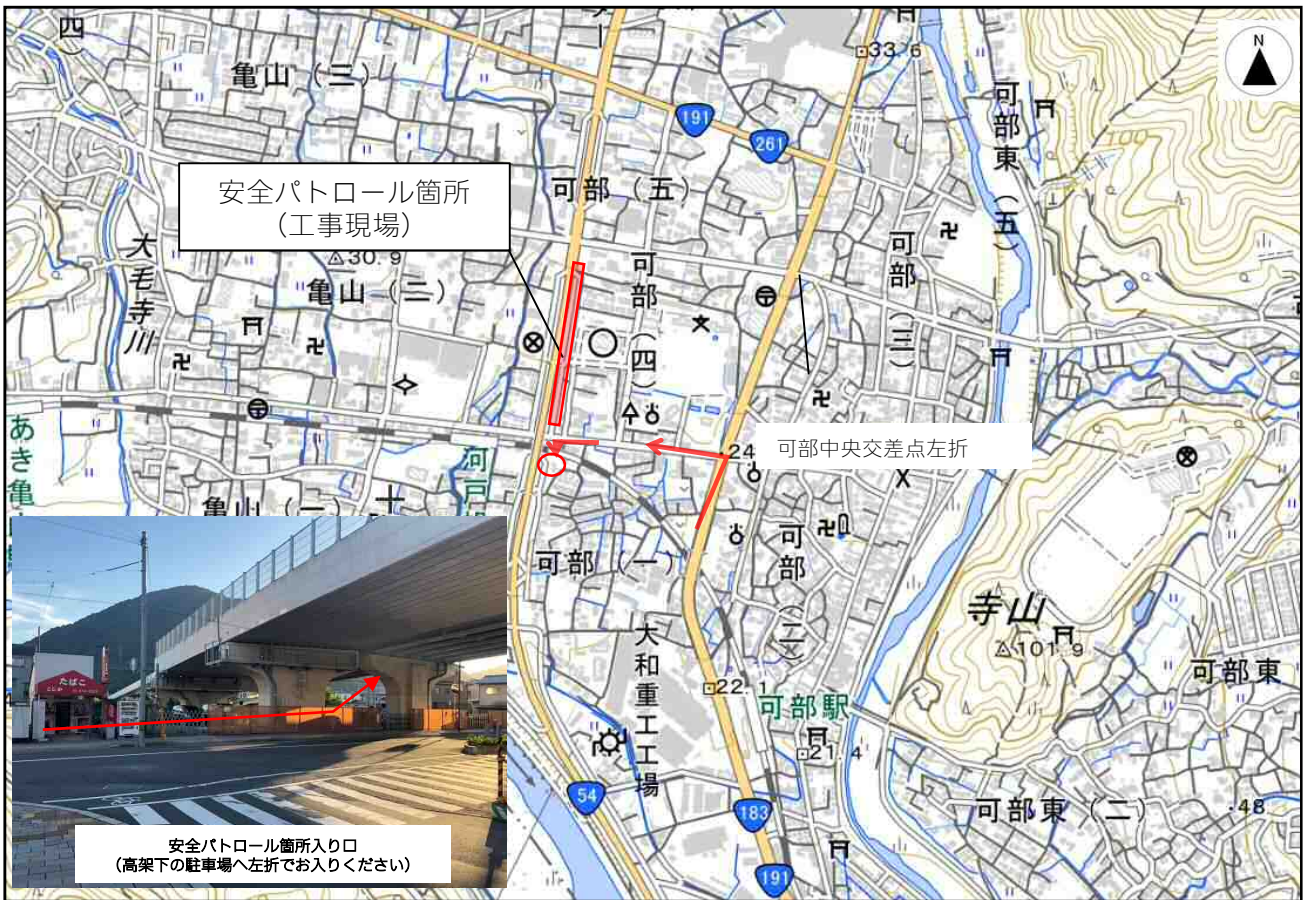 四)
亀山(三)
N
33.6
191
261
可部東(五)
安全パトロール箇所
(工事現場)
可部(五)
大毛寺川
30.9
亀山(二)
可部(四)
可部(三)
あき亀
河戸
24
可部中央交差点左折
亀山(一)
可部(一)
可部(二)
寺山
101.9
大和重工工場
22.1
可部駅
21.4
可部東
可部東(二)
48
54
183
191
たばこ
安全パトロール箇所入り口
(高架下の駐車場へ左折でお入りください)